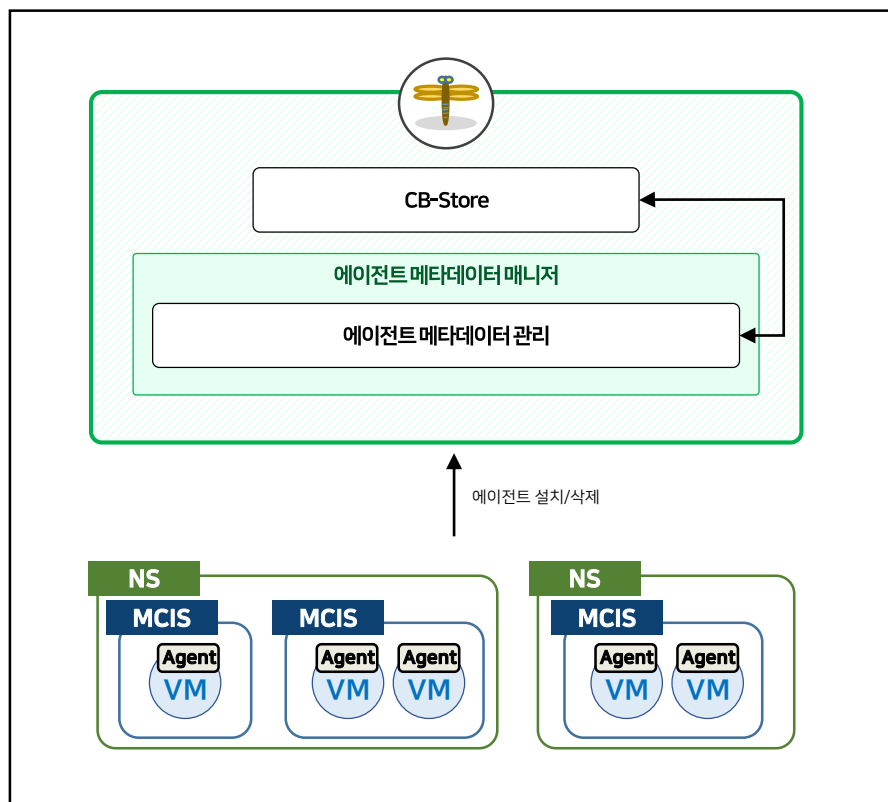 CB-Store
에이전트 메타데이터 매니저
에이전트 메타데이터 관리
에이전트 설치/삭제
NS
NS
MCIS
MCIS
MCIS
Agent
Agent
Agent
Agent
Agent
VM
VM
VM
VM
VM